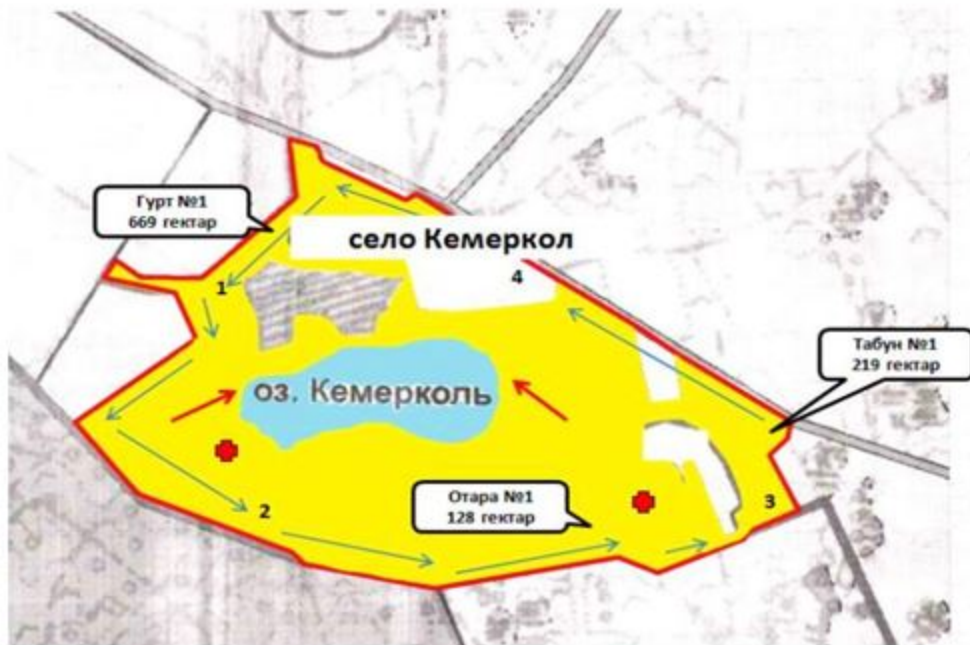 Гурт №1
669 гектар
село Кемеркол
1
4
Табун №1
219 гектар
оз. Кемерколь
Отара №1
128 гектар
2
3